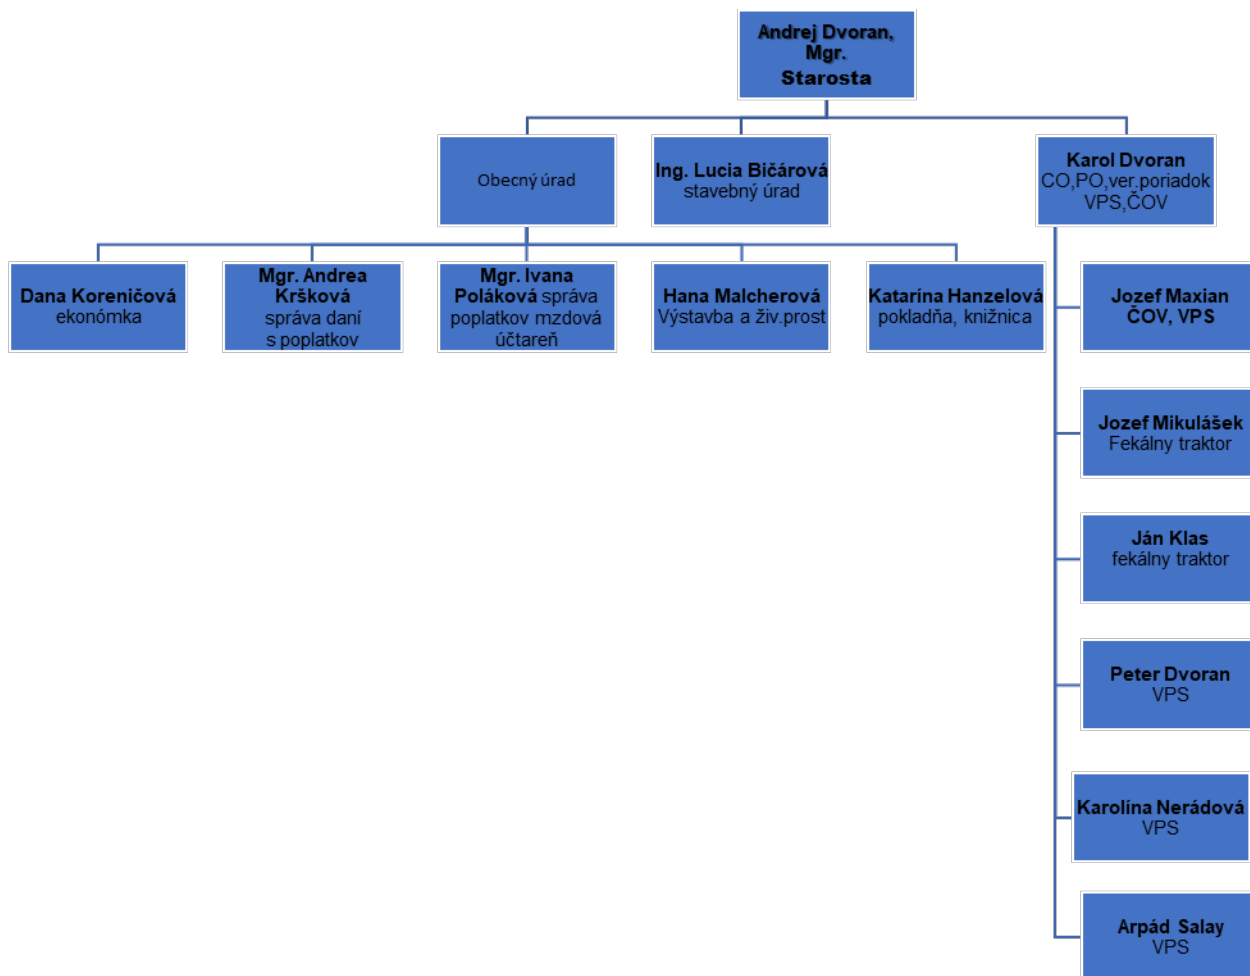 Andrej Dvoran,
Mgr.
Starosta
Obecný úrad
Ing. Lucia Bičárová
stavebný úrad
Karol Dvoran
CO,PO,ver.poriadok
VPS,ČOV
Dana Koreničová
ekonómka
Mgr. Andrea
Kršková
správa daní
s poplatkov
Mgr. Ivana
Poláková správa
poplatkov mzdová
účtareň
Hana Malcherová
Výstavba a živ.prost
Katarína Hanzelová
pokladňa, knižnica
Jozef Maxian
ČOV, VPS
Jozef Mikulášek
Fekálny traktor
Ján Klas
fekálny traktor
Peter Dvoran
VPS
Karolína Nerádová
VPS
Arpád Salay
VPS